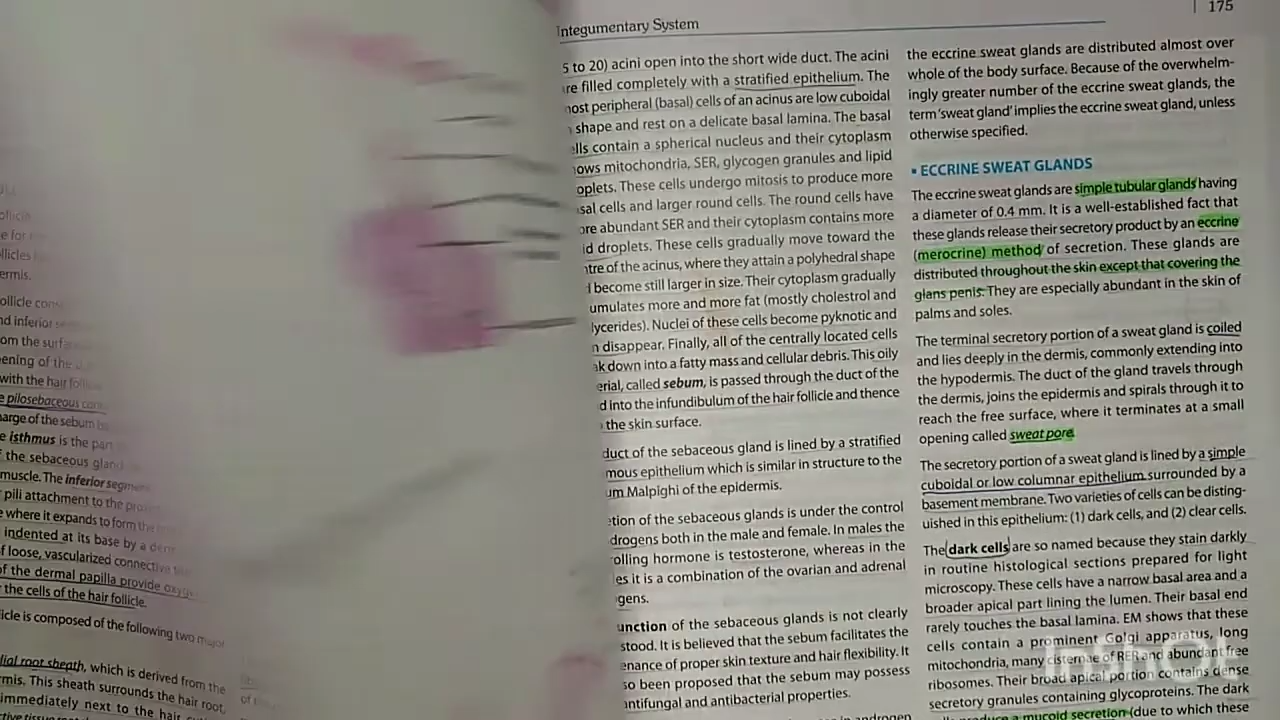 Integumentary System
175
5 to 20) acini open into the short wide duct. The acini
re filled completely with a stratified epithelium. The
most peripheral (basal) cells of an acinus are low cuboidal
shape and rest on a delicate basal lamina. The basal
lls contain a spherical nucleus and their cytoplasm
ows mitochondria, SER, glycogen granules and lipid
oplets. These cells undergo mitosis to produce more
sal cells and larger round cells. The round cells have
ore abundant SER and their cytoplasm contains more
id droplets. These cells gradually move toward the
ntre of the acinus, where they attain a polyhedral shape
l become still larger in size. Their cytoplasm gradually
umulates more and more fat (mostly cholestrol and
lycerides). Nuclei of these cells become pyknotic and
n disappear. Finally, all of the centrally located cells
ak down into a fatty mass and cellular debris. This oily
erial, called sebum, is passed through the duct of the
d into the infundibulum of the hair follicle and thence
the skin surface.
duct of the sebaceous gland is lined by a stratified
mous epithelium which is similar in structure to the
um Malpighi of the epidermis.
etion of the sebaceous glands is under the control
drogens both in the male and female. In males the
olling hormone is testosterone, whereas in the
es it is a combination of the ovarian and adrenal
gens.
unction of the sebaceous glands is not clearly
stood. It is believed that the sebum facilitates the
enance of proper skin texture and hair flexibility. It
so been proposed that the sebum may possess
antifungal and antibacterial properties.
in androgen
the eccrine sweat glands are distributed almost over
whole of the body surface. Because of the overwhelm-
ingly greater number of the eccrine sweat glands, the
term ‘sweat gland’ implies the eccrine sweat gland, unless
otherwise specified.
▪ ECCRINE SWEAT GLANDS
The eccrine sweat glands are simple tubular glands having
a diameter of 0.4 mm. It is a well-established fact that
these glands release their secretory product by an eccrine
(merocrine) method of secretion. These glands are
distributed throughout the skin except that covering the
glans penis. They are especially abundant in the skin of
palms and soles.
The terminal secretory portion of a sweat gland is coiled
and lies deeply in the dermis, commonly extending into
the hypodermis. The duct of the gland travels through
the dermis, joins the epidermis and spirals through it to
reach the free surface, where it terminates at a small
opening called sweat pore.
The secretory portion of a sweat gland is lined by a simple
cuboidal or low columnar epithelium surrounded by a
basement membrane. Two varieties of cells can be disting-
uished in this epithelium: (1) dark cells, and (2) clear cells.
The dark cells are so named because they stain darkly
in routine histological sections prepared for light
microscopy. These cells have a narrow basal area and a
broader apical part lining the lumen. Their basal end
rarely touches the basal lamina. EM shows that these
cells contain a prominent Golgi apparatus, long
mitochondria, many cisternae of RER and abundant free
ribosomes. Their broad apical portion contains dense
secretory granules containing glycoproteins. The dark
produce a mucoid secretion (due to which these
InShot
ermis.
ollicle
nd inferior
om the
ening of the
with the hair
pilosebaceous
arge of the sebum
isthmus is the part
f the sebaceous gland
muscle. The inferior segment
pili attachment to the
where it expands to form the
indented at its base by a
f loose, vascularized connective
of the dermal papilla provide
the cells of the hair follicle.
licle is composed of the following two major
ial root sheath, which is derived from the
rmis. This sheath surrounds the hair root,
immediately next to the hair